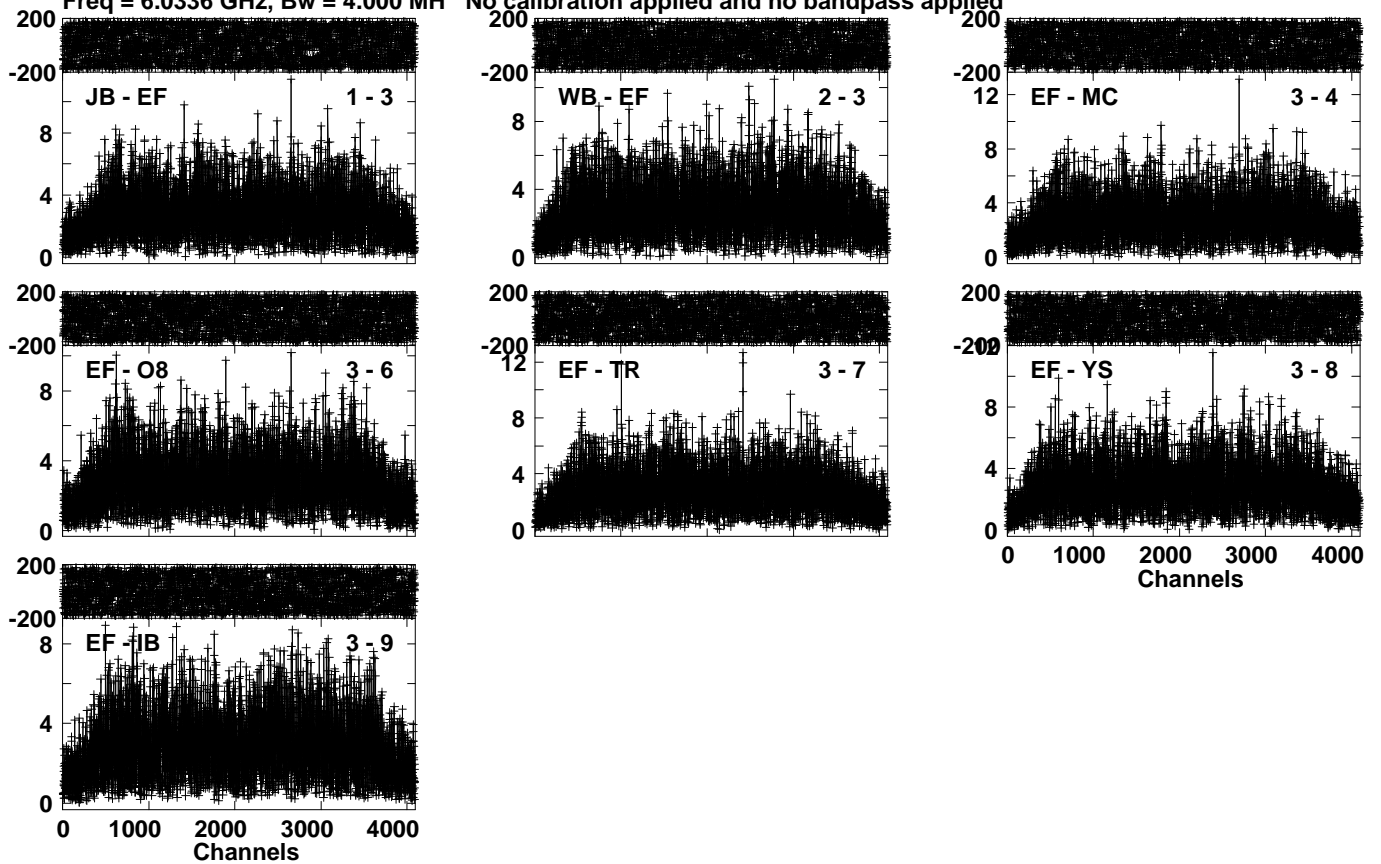 Freq = 6.0336 GHz, Bw = 4.000 MH No calibration applied and no bandpass applied
200 200 200
-200 -200 -200
JB - EF 1 - 3 WB - EF 2 - 3 EF - MC 3 - 4
12
8 8 8
4 4 4
0 0 0
200 200 200
-200 -200 -200
12 12
EF - O8 3 - 6 EF - TR 3 - 7 EF - YS 3 - 8
8 8 8
4 4 4
0 0 0
0 1000 2000 3000 4000
Channels
200
-200
EF - IB 3 - 9
8
4
0
0 1000 2000 3000 4000
Channels